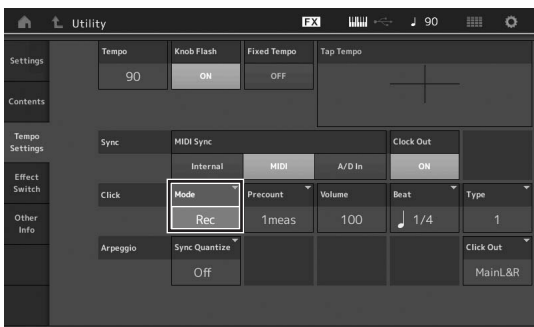 Utility FX 90
Settings
Contents
Tempo Settings
Effect Switch
Other Info
Tempo Knob Flash Fixed Tempo Tap Tempo
90 ON OFF
Sync MIDI Sync Clock Out
Internal MIDI A/D In ON
Click Mode Precount Volume Beat Type
Rec 1meas 100 1/4 1
Arpeggio Sync Quantize Click Out
Off MainL&R